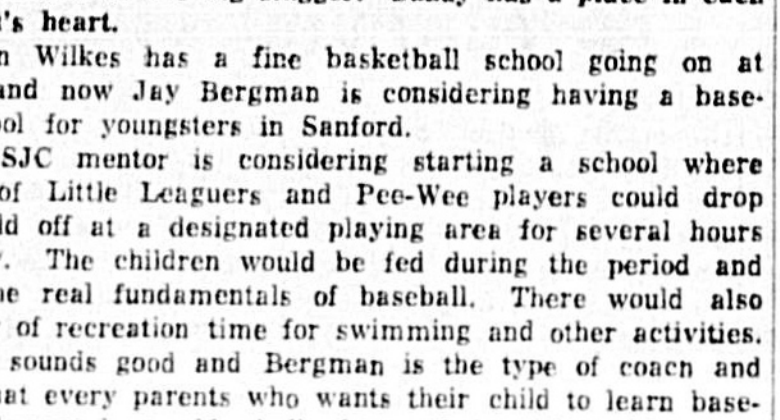 a place in each
's heart.
n Wilkes has a fine basketball school going on at
and now Jay Bergman is considering having a base-
ol for youngsters in Sanford.
SJC mentor is considering starting a school where
of Little Leaguers and Pee-Wee players could drop
ld off at a designated playing area for several hours
. The children would be fed during the period and
he real fundamentals of baseball. There would also
of recreation time for swimming and other activities.
sounds good and Bergman is the type of coach and
at every parents who wants their child to learn base-